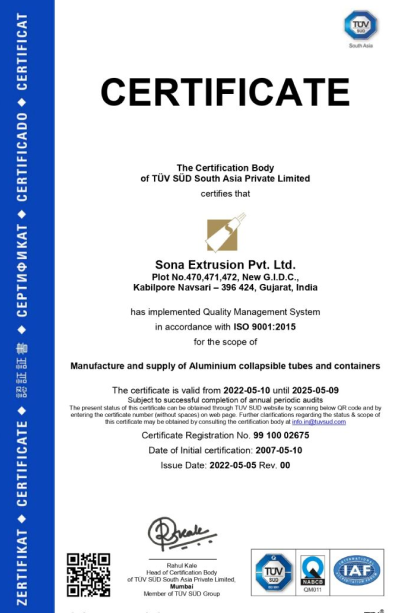 TÜV
SÜD
South Asia
CERTIFICATE
The Certification Body
of TÜV SÜD South Asia Private Limited
certifies that
Sona Extrusion Pvt. Ltd.
Plot No.470,471,472, New G.I.D.C.,
Kabilpore Navsari – 396 424, Gujarat, India
has implemented Quality Management System
in accordance with ISO 9001:2015
for the scope of
Manufacture and supply of Aluminium collapsible tubes and containers
The certificate is valid from 2022-05-10 until 2025-05-09
Subject to successful completion of annual periodic audits
The present status of this certificate can be obtained through TUV SUD website by scanning below QR code and by
entering the certificate number (without spaces) on web page. Further clarifications regarding the status & scope of
this certificate may be obtained by consulting the certification body at info.in@tuvsud.com
Certificate Registration No. 99 100 02675
Date of Initial certification: 2007-05-10
Issue Date: 2022-05-05 Rev. 00
Rahul Kale
Head of Certification Body
of TÜV SÜD South Asia Private Limited,
Mumbai
Member of TÜV SÜD Group
TÜV
SÜD
NABCB
QM011
IAF
ZERTIFIKAT ◆ CERTIFICATE ◆ 認証証書 ◆ СЕРТИФИКАТ ◆ CERTIFICADO ◆ CERTIFICAT